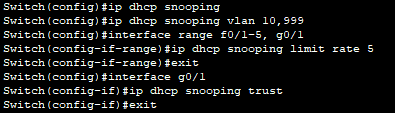 Switch(config)#ip dhcp snooping
Switch(config)#ip dhcp snooping vlan 10,999
Switch(config)#interface range f0/1-5, g0/1
Switch(config-if-range)#ip dhcp snooping limit rate 5
Switch(config-if-range)#exit
Switch(config)#interface g0/1
Switch(config-if)#ip dhcp snooping trust
Switch(config-if)#exit